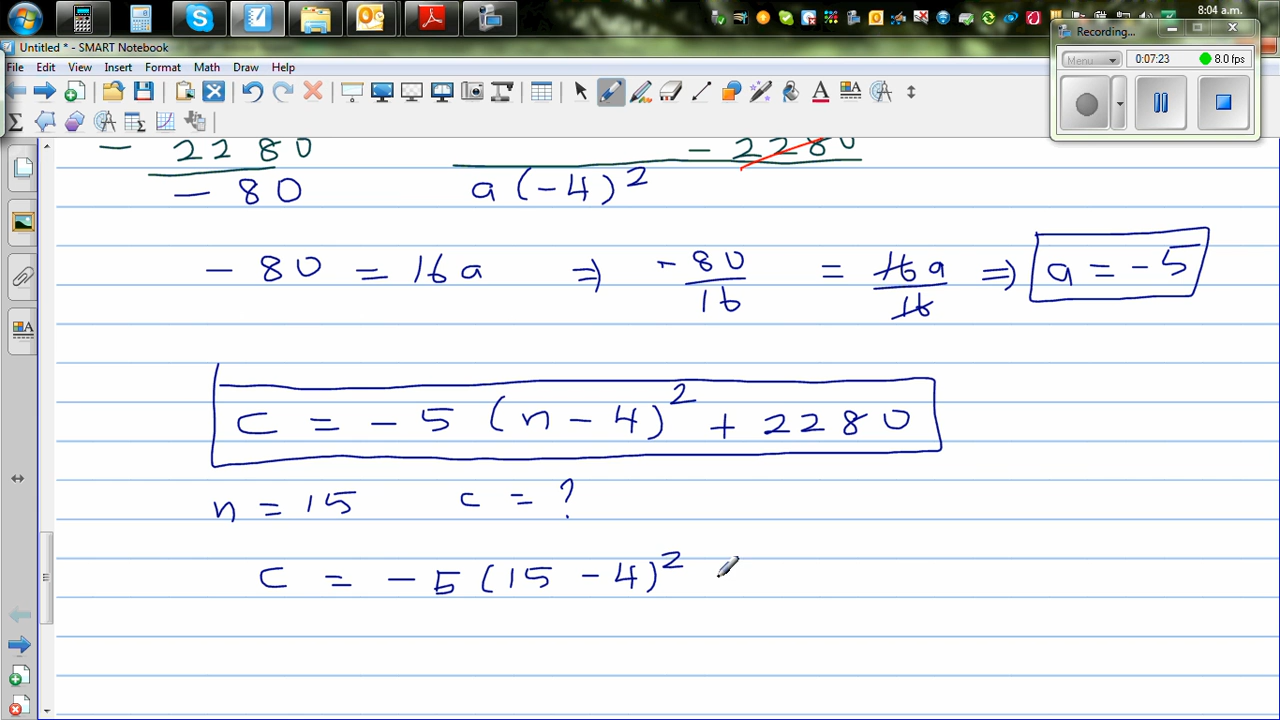 8:04 a.m.
Untitled * - SMART Notebook
Recording...
File Edit View Insert Format Math Draw Help
Menu 0:07:23 8.0 fps
- 2280 - 2280
- 80 a(-4)²
- 80 = 16a ⇒ -80/16 = 16a/16 ⇒ a = -5
C = -5 (n - 4)² + 2280
n = 15 c = ?
C = -5 (15 - 4)²